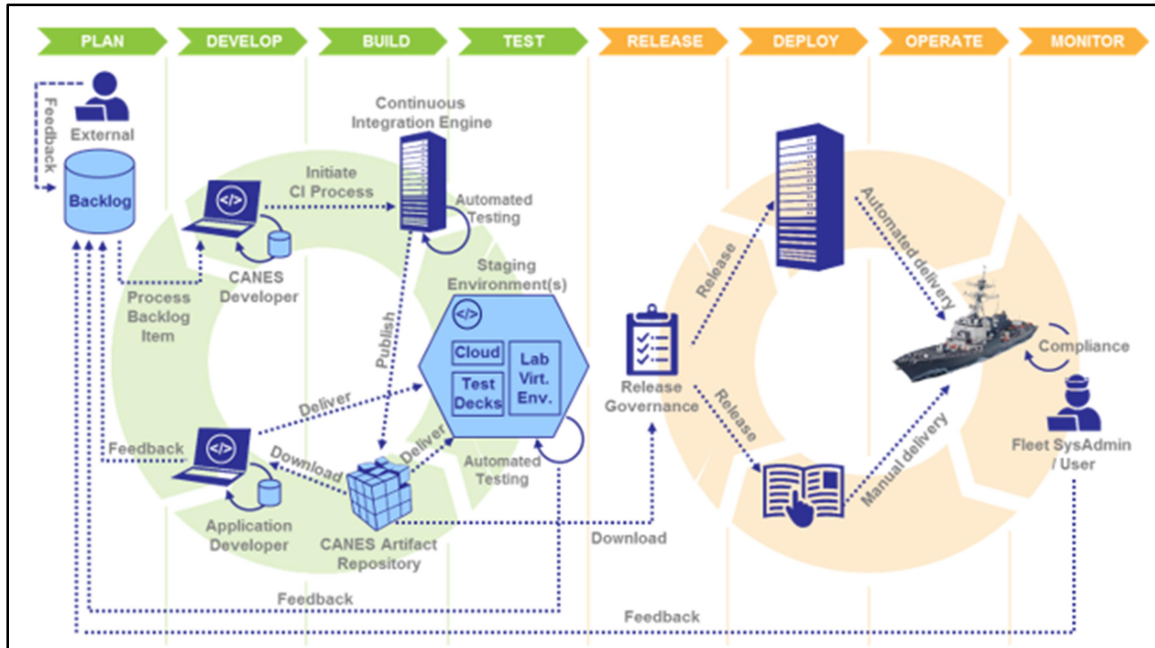 PLAN
DEVELOP
BUILD
TEST
RELEASE
DEPLOY
OPERATE
MONITOR
Feedback
External
Backlog
Process
Backlog
Item
</>
CANES
Developer
Initiate
CI Process
Continuous
Integration Engine
Automated
Testing
Publish
Staging
Environment(s)
</>
Cloud
Test
Decks
Lab
Virt.
Env.
Automated
Testing
Deliver
Deliver
Download
Feedback
</>
Application
Developer
CANES Artifact
Repository
Feedback
Download
Release
Governance
Release
Release
Automated delivery
Manual delivery
Compliance
Fleet SysAdmin
/ User
Feedback